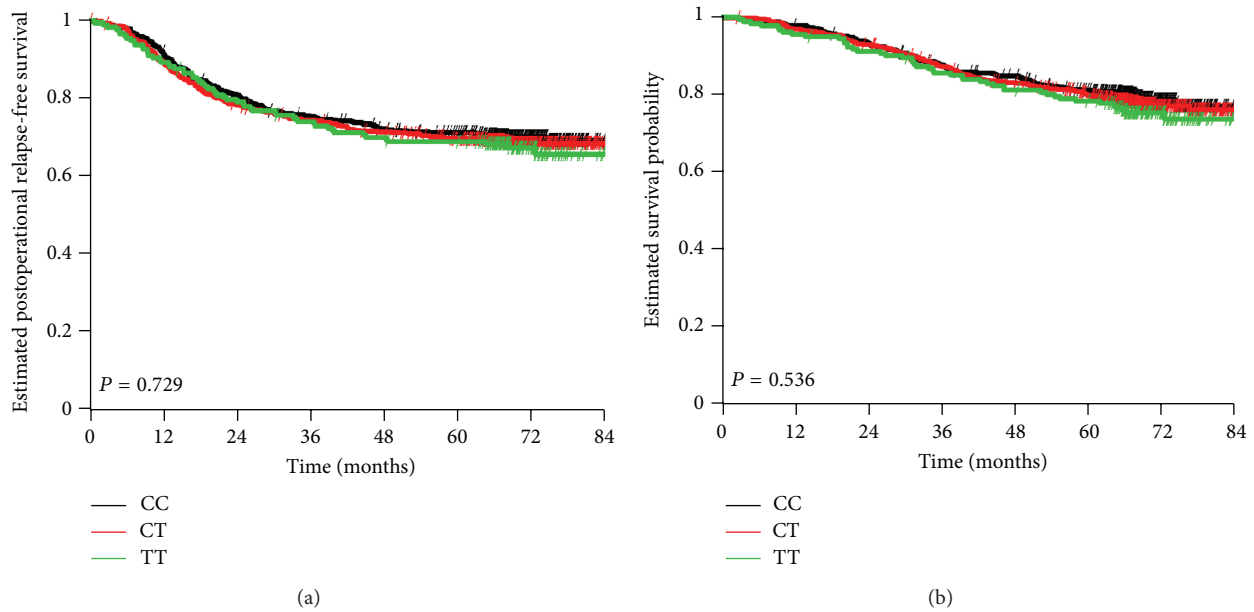 Estimated postoperational relapse-free survival
1
0.8
0.6
0.4
0.2
0
P = 0.729
0 12 24 36 48 60 72 84
Time (months)
CC
CT
TT
(a)
Estimated survival probability
1
0.8
0.6
0.4
0.2
0
P = 0.536
0 12 24 36 48 60 72 84
Time (months)
CC
CT
TT
(b)